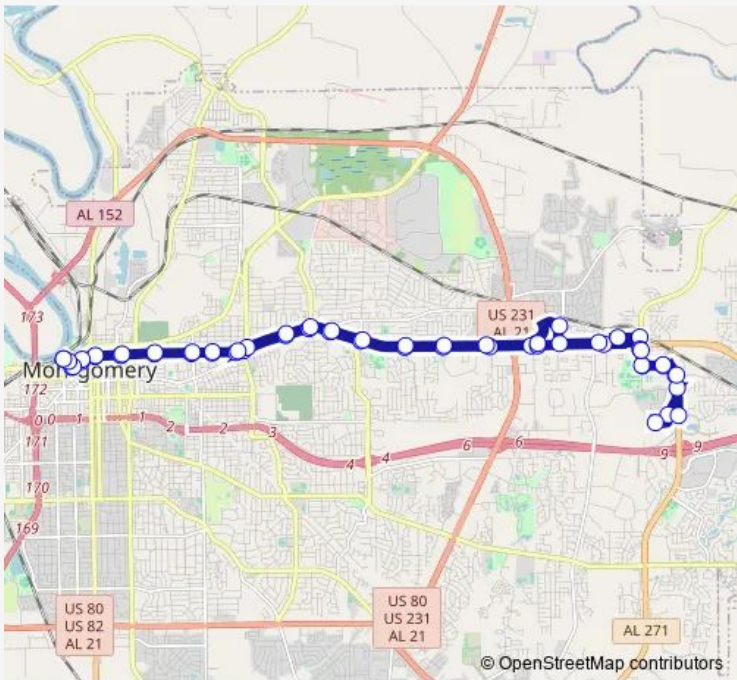 AL 152
173
US 231
AL 21
Montgomery
172
0 0
1
1
2
2
3
4
4
6
6
9
9
171
170
169
US 80
US 82
AL 21
US 80
US 231
AL 21
AL 271
© OpenStreetMap contributors